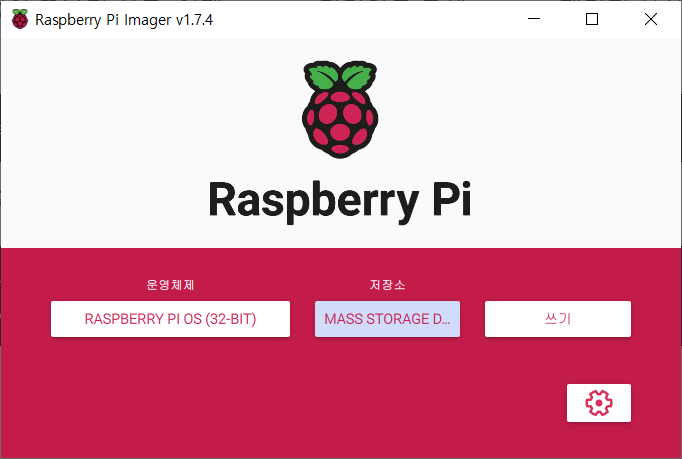 Raspberry Pi Imager v1.7.4
Raspberry Pi
운영체제
저장소
RASPBERRY PI OS (32-BIT)
MASS STORAGE D...
쓰기